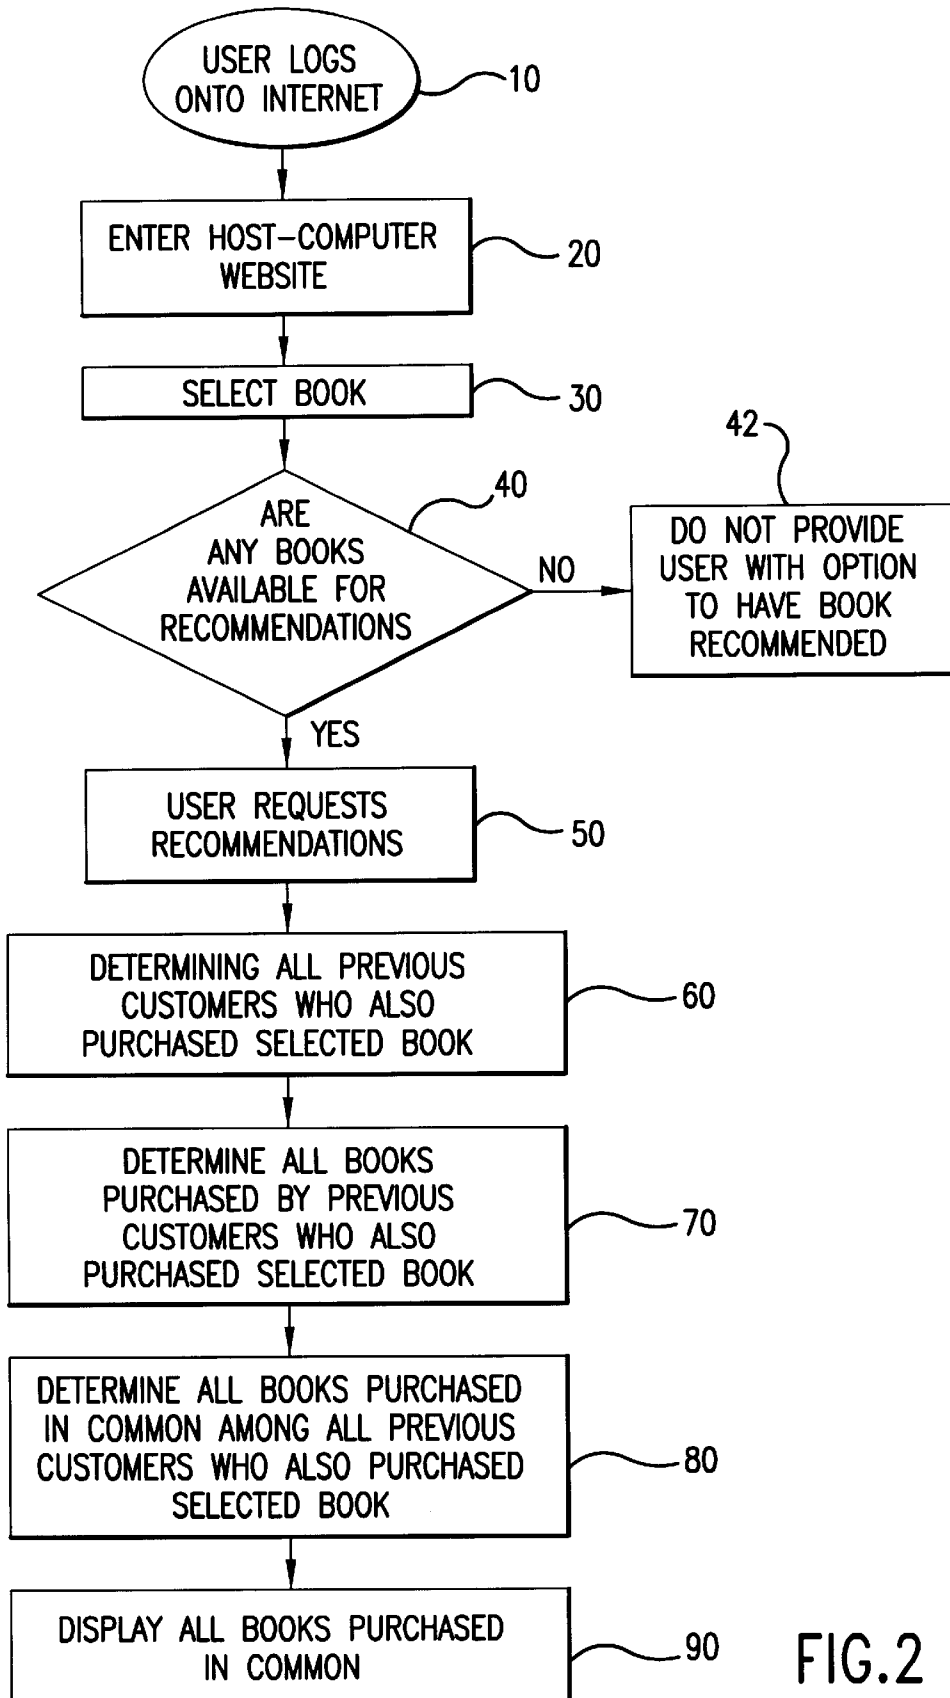 USER LOGS
ONTO INTERNET
10
ENTER HOST-COMPUTER
WEBSITE
20
SELECT BOOK
30
ARE
ANY BOOKS
AVAILABLE FOR
RECOMMENDATIONS
40
NO
42
DO NOT PROVIDE
USER WITH OPTION
TO HAVE BOOK
RECOMMENDED
YES
USER REQUESTS
RECOMMENDATIONS
50
DETERMINING ALL PREVIOUS
CUSTOMERS WHO ALSO
PURCHASED SELECTED BOOK
60
DETERMINE ALL BOOKS
PURCHASED BY PREVIOUS
CUSTOMERS WHO ALSO
PURCHASED SELECTED BOOK
70
DETERMINE ALL BOOKS PURCHASED
IN COMMON AMONG ALL PREVIOUS
CUSTOMERS WHO ALSO PURCHASED
SELECTED BOOK
80
DISPLAY ALL BOOKS PURCHASED
IN COMMON
90
FIG.2